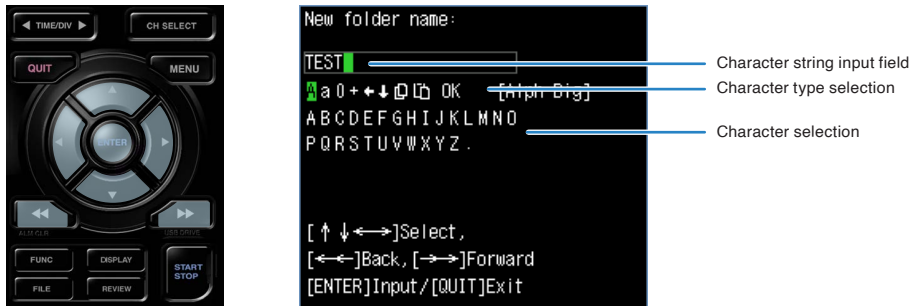 ◀ TIME/DIV ▶
CH SELECT
QUIT
MENU
ENTER
ALM CLR
USB DRIVE
FUNC
DISPLAY
START
STOP
FILE
REVIEW
New folder name:
TEST
A a 0 + ← ↓ OK [Alph Big]
A B C D E F G H I J K L M N O
P Q R S T U V W X Y Z .
[↑ ↓ ←→]Select,
[←←]Back, [→→]Forward
[ENTER]Input/[QUIT]Exit
Character string input field
Character type selection
Character selection